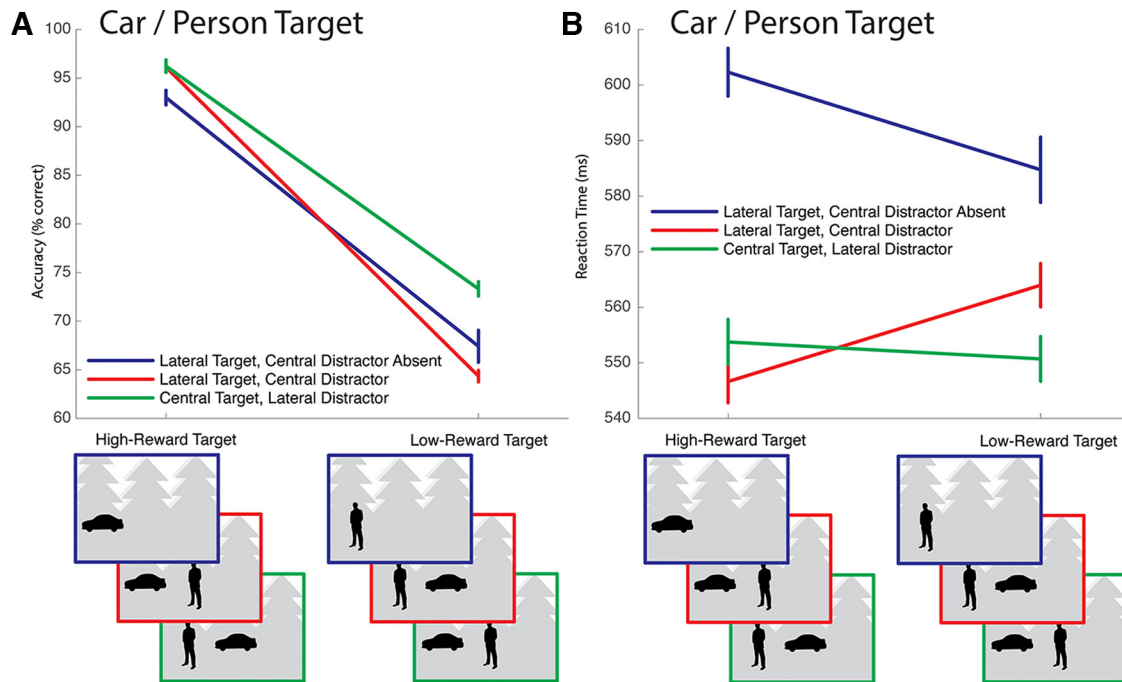 A
Car / Person Target
100
95
90
85
80
75
70
65
60
Accuracy (% correct)
Lateral Target, Central Distractor Absent
Lateral Target, Central Distractor
Central Target, Lateral Distractor
High-Reward Target
Low-Reward Target
B
Car / Person Target
610
600
590
580
570
560
550
540
Reaction Time (ms)
Lateral Target, Central Distractor Absent
Lateral Target, Central Distractor
Central Target, Lateral Distractor
High-Reward Target
Low-Reward Target